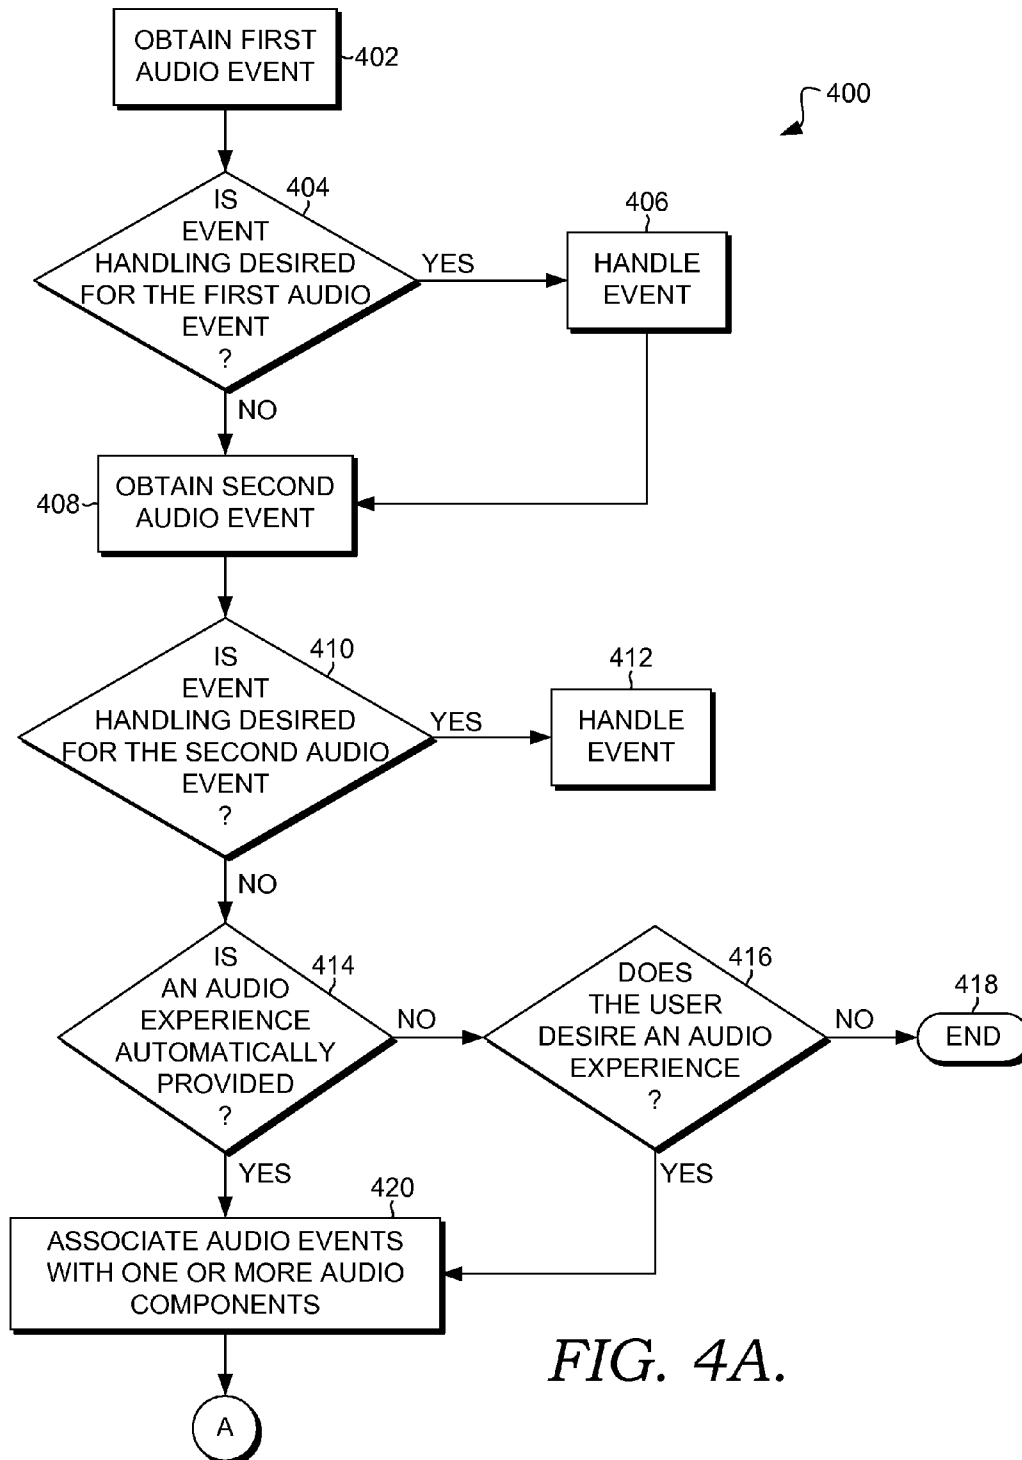 OBTAIN FIRST
AUDIO EVENT
402
400
404
IS
EVENT
HANDLING DESIRED
FOR THE FIRST AUDIO
EVENT
?
YES
406
HANDLE
EVENT
NO
408
OBTAIN SECOND
AUDIO EVENT
410
IS
EVENT
HANDLING DESIRED
FOR THE SECOND AUDIO
EVENT
?
YES
412
HANDLE
EVENT
NO
414
IS
AN AUDIO
EXPERIENCE
AUTOMATICALLY
PROVIDED
?
NO
416
DOES
THE USER
DESIRE AN AUDIO
EXPERIENCE
?
NO
418
END
YES
YES
420
ASSOCIATE AUDIO EVENTS
WITH ONE OR MORE AUDIO
COMPONENTS
A
FIG. 4A.